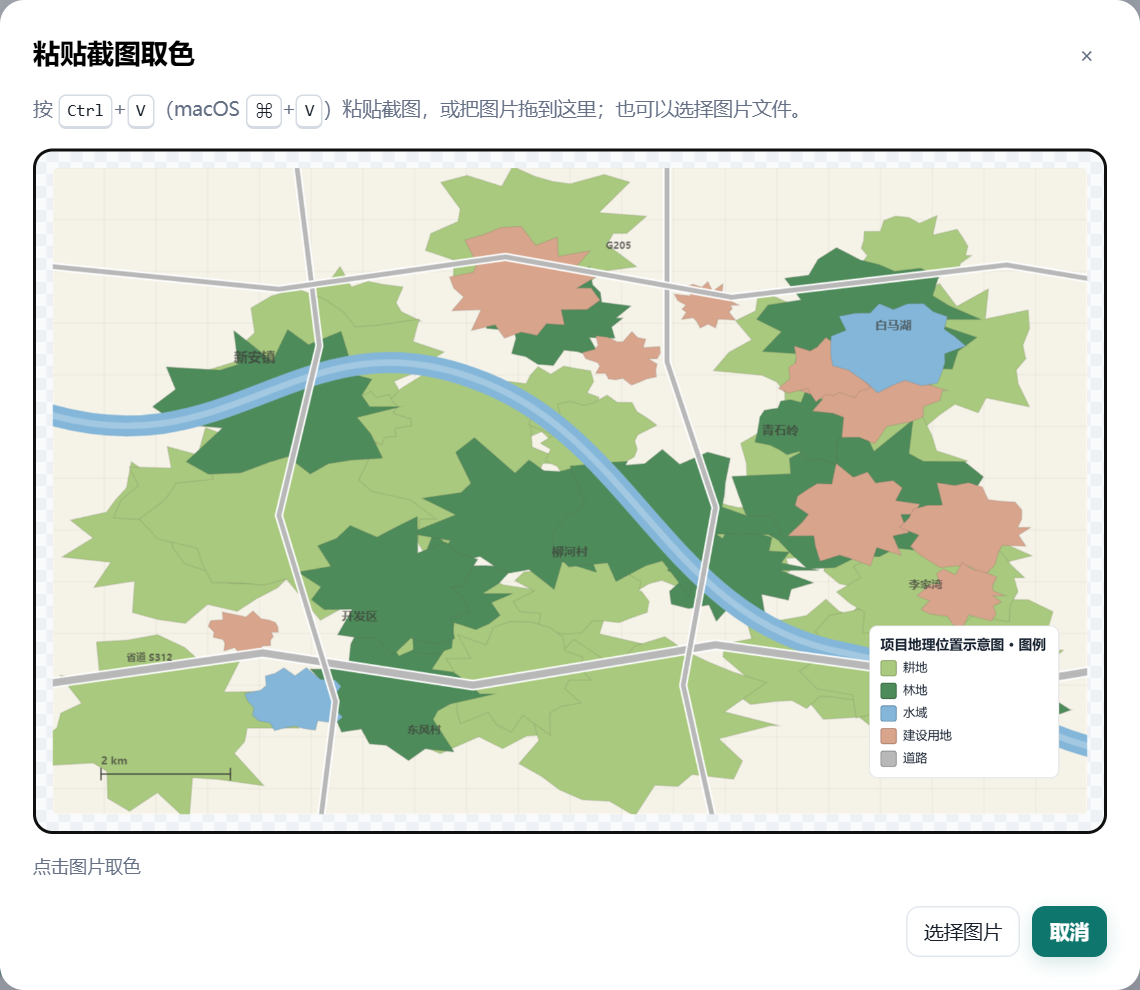 粘贴截图取色
×
按 Ctrl + V （macOS ⌘ + V ）粘贴截图，或把图片拖到这里；也可以选择图片文件。
G205
白马湖
新安镇
青石岭
柳河村
李家湾
开发区
省道 S312
东风村
2 km
项目地理位置示意图・图例
耕地
林地
水域
建设用地
道路
点击图片取色
选择图片
取消